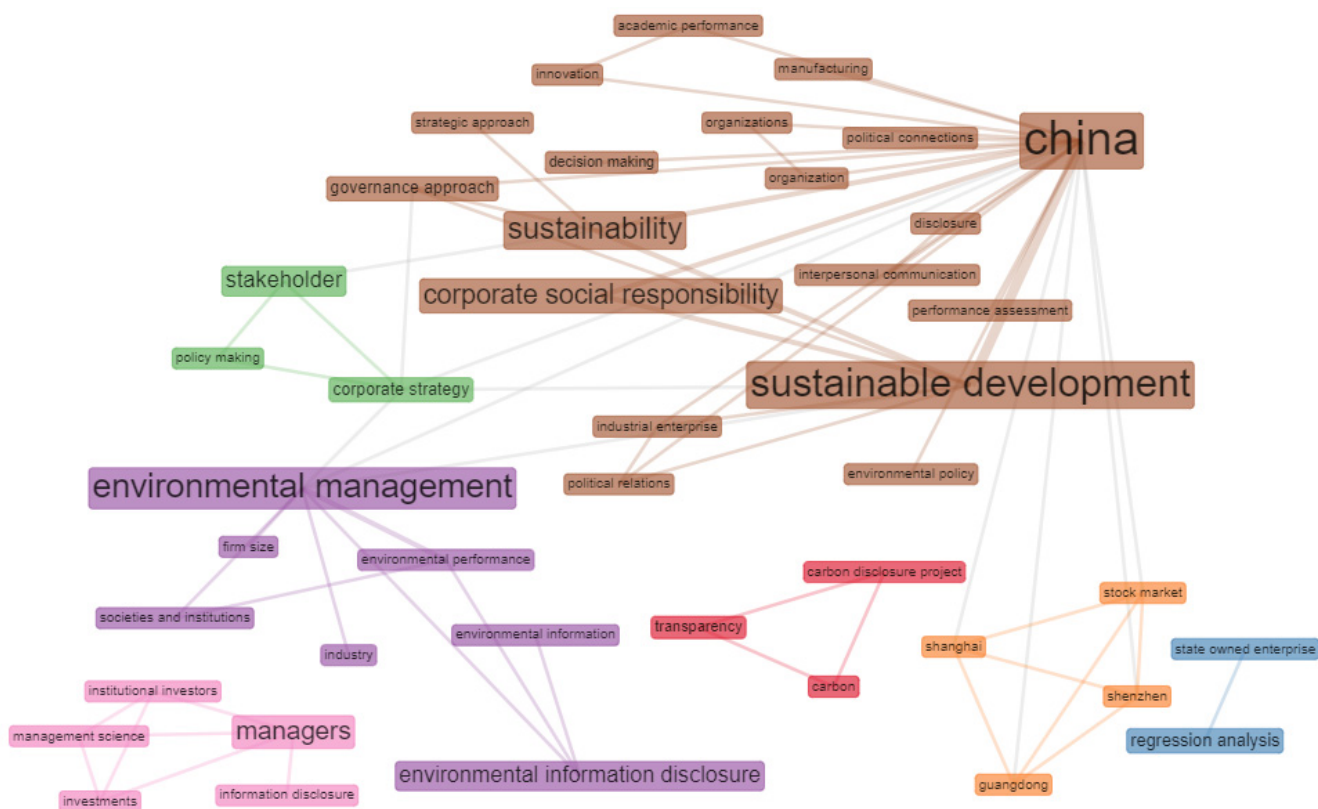 academic performance
manufacturing
innovation
strategic approach
organizations
political connections
china
decision making
governance approach
organization
sustainability
disclosure
stakeholder
interpersonal communication
corporate social responsibility
performance assessment
policy making
corporate strategy
sustainable development
industrial enterprise
environmental management
political relations
environmental policy
firm size
environmental performance
carbon disclosure project
stock market
societies and institutions
transparency
environmental information
shanghai
state owned enterprise
industry
carbon
institutional investors
shenzhen
management science
managers
regression analysis
environmental information disclosure
guangdong
investments
information disclosure